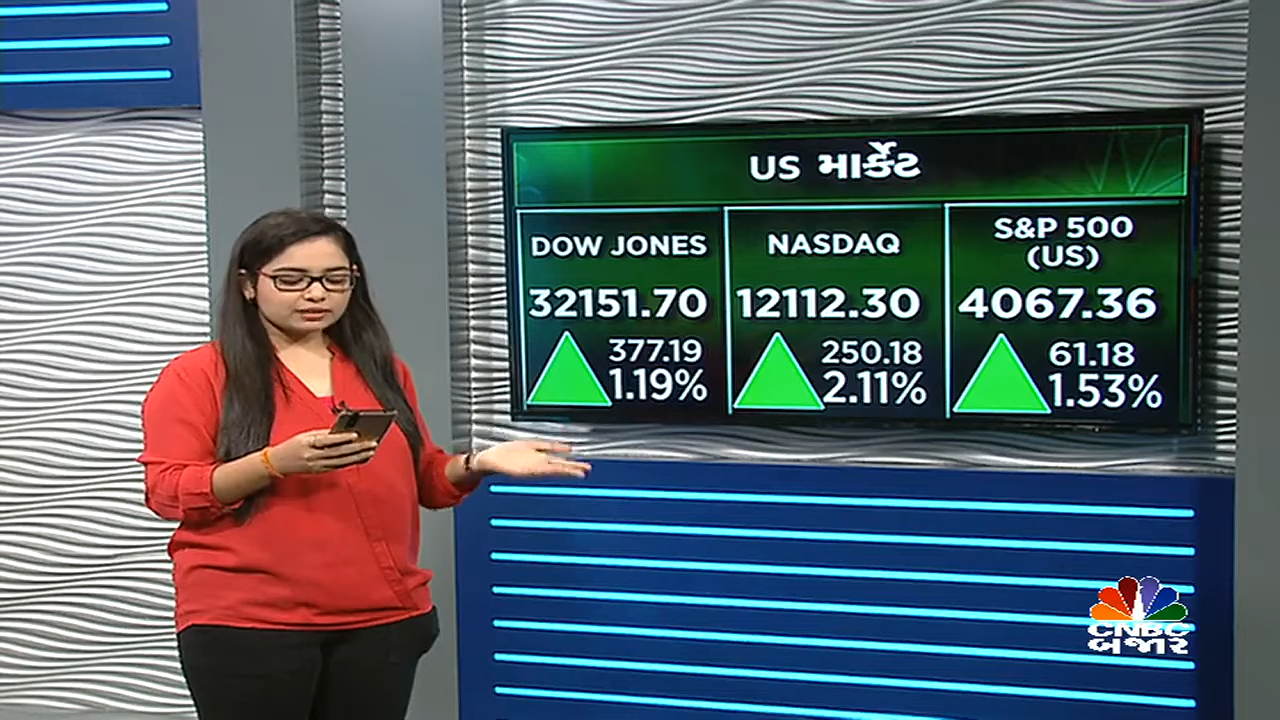 US માર્કેટ
DOW JONES
32151.70
377.19
1.19%
NASDAQ
12112.30
250.18
2.11%
S&P 500
(US)
4067.36
61.18
1.53%
CNBC
બજાર